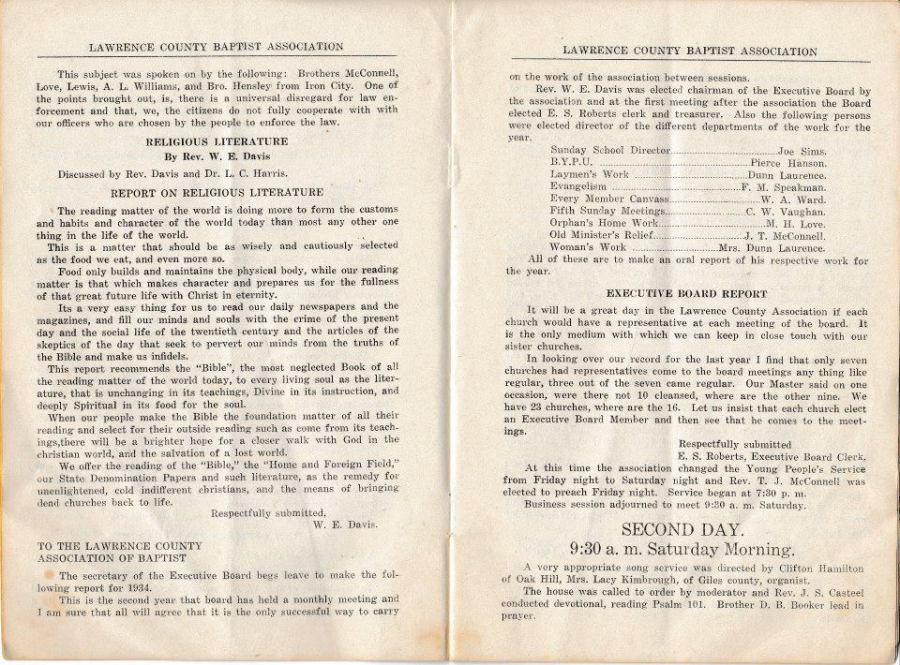 LAWRENCE COUNTY BAPTIST ASSOCIATION
This subject was spoken on by the following: Brothers McConnell,
Love, Lewis, A. L. Williams, and Bro. Hensley from Iron City. One of
the points brought out, is, there is a universal disregard for law en-
forcement and that, we, the citizens do not fully cooperate with with
our officers who are chosen by the people to enforce the law.
RELIGIOUS LITERATURE
By Rev. W. E. Davis
Discussed by Rev. Davis and Dr. L. C. Harris.
REPORT ON RELIGIOUS LITERATURE
The reading matter of the world is doing more to form the customs
and habits and character of the world today than most any other one
thing in the life of the world.
This is a matter that should be as wisely and cautiously selected
as the food we eat, and even more so.
Food only builds and maintains the physical body, while our reading
matter is that which makes character and prepares us for the fullness
of that great future life with Christ in eternity.
Its a very easy thing for us to read our daily newspapers and the
magazines, and fill our minds and souls with the crime of the present
day and the social life of the twentieth century and the articles of the
skeptics of the day that seek to pervert our minds from the truths of
the Bible and make us infidels.
This report recommends the "Bible", the most neglected Book of all
the reading matter of the world today, to every living soul as the liter-
ature, that is unchanging in its teachings, Divine in its instruction, and
deeply Spiritual in its food for the soul.
When our people make the Bible the foundation matter of all their
reading and select for their outside reading such as come from its teach-
ings,there will be a brighter hope for a closer walk with God in the
christian world, and the salvation of a lost world.
We offer the reading of the "Bible," the "Home and Foreign Field,"
our State Denomination Papers and such literature, as the remedy for
unenlightened, cold indifferent christians, and the means of bringing
dead churches back to life.
Respectfully submitted,
W. E. Davis.
TO THE LAWRENCE COUNTY
ASSOCIATION OF BAPTIST
The secretary of the Executive Board begs leave to make the fol-
lowing report for 1934.
This is the second year that board has held a monthly meeting and
I am sure that all will agree that it is the only successful way to carry
LAWRENCE COUNTY BAPTIST ASSOCIATION
on the work of the association between sessions.
Rev. W. E. Davis was elected chairman of the Executive Board by
the association and at the first meeting after the association the Board
elected E. S. Roberts clerk and treasurer. Also the following persons
were elected director of the different departments of the work for the
year.
Sunday School Director....................Joe Sims.
B.Y.P.U. ....................Pierce Hanson.
Laymen's Work ....................Dunn Laurence.
Evangelism ....................F. M. Speakman.
Every Member Canvass....................W. A. Ward.
Fifth Sunday Meetings....................C. W. Vaughan.
Orphan's Home Work....................M. H. Love.
Old Minister's Relief....................J. T. McConnell.
Woman's Work ....................Mrs. Dunn Laurence.
All of these are to make an oral report of his respective work for
the year.
EXECUTIVE BOARD REPORT
It will be a great day in the Lawrence County Association if each
church would have a representative at each meeting of the board. It
is the only medium with which we can keep in close touch with our
sister churches.
In looking over our record for the last year I find that only seven
churches had representatives come to the board meetings any thing like
regular, three out of the seven came regular. Our Master said on one
occasion, were there not 10 cleansed, where are the other nine. We
have 23 churches, where are the 16. Let us insist that each church elect
an Executive Board Member and then see that he comes to the meet-
ings.
Respectfully submitted
E. S. Roberts, Executive Board Clerk.
At this time the association changed the Young People's Service
from Friday night to Saturday night and Rev. T. J. McConnell was
elected to preach Friday night. Service began at 7:30 p. m.
Business session adjourned to meet 9:30 a. m. Saturday.
SECOND DAY.
9:30 a. m. Saturday Morning.
A very appropriate song service was directed by Clifton Hamilton
of Oak Hill, Mrs. Lacy Kimbrough, of Giles county, organist.
The house was called to order by moderator and Rev. J. S. Casteel
conducted devotional, reading Psalm 101. Brother D. B. Booker lead in
prayer.